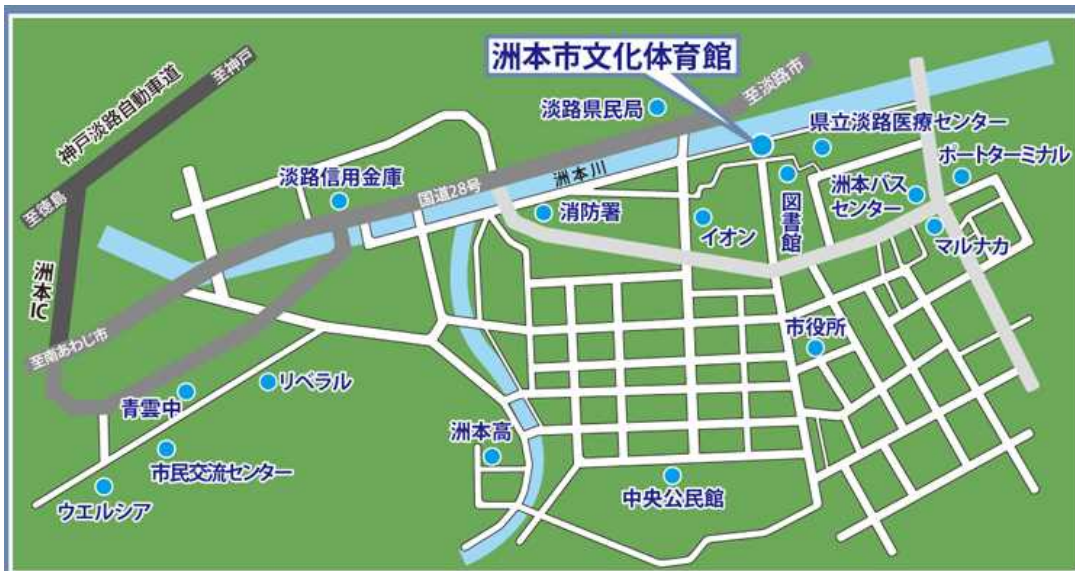 洲本市文化体育館
至神戸
神戸淡路自動車道
至淡路市
淡路県民局
県立淡路医療センター
ポートターミナル
淡路信用金庫
洲本川
国道28号
至徳島
消防署
イオン
図書館
洲本バス
センター
マルナカ
洲本IC
至南あわじ市
市役所
リベラル
青雲中
洲本高
市民交流センター
中央公民館
ウエルシア